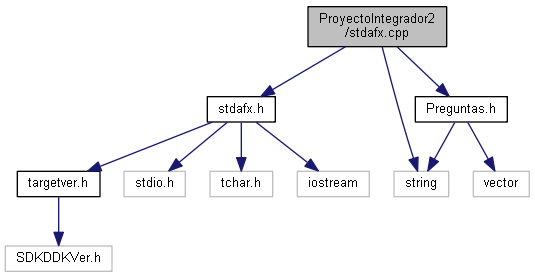 ProyectoIntegrador2
/stdafx.cpp
stdafx.h
Preguntas.h
targetver.h
stdio.h
tchar.h
iostream
string
vector
SDKDDKVer.h